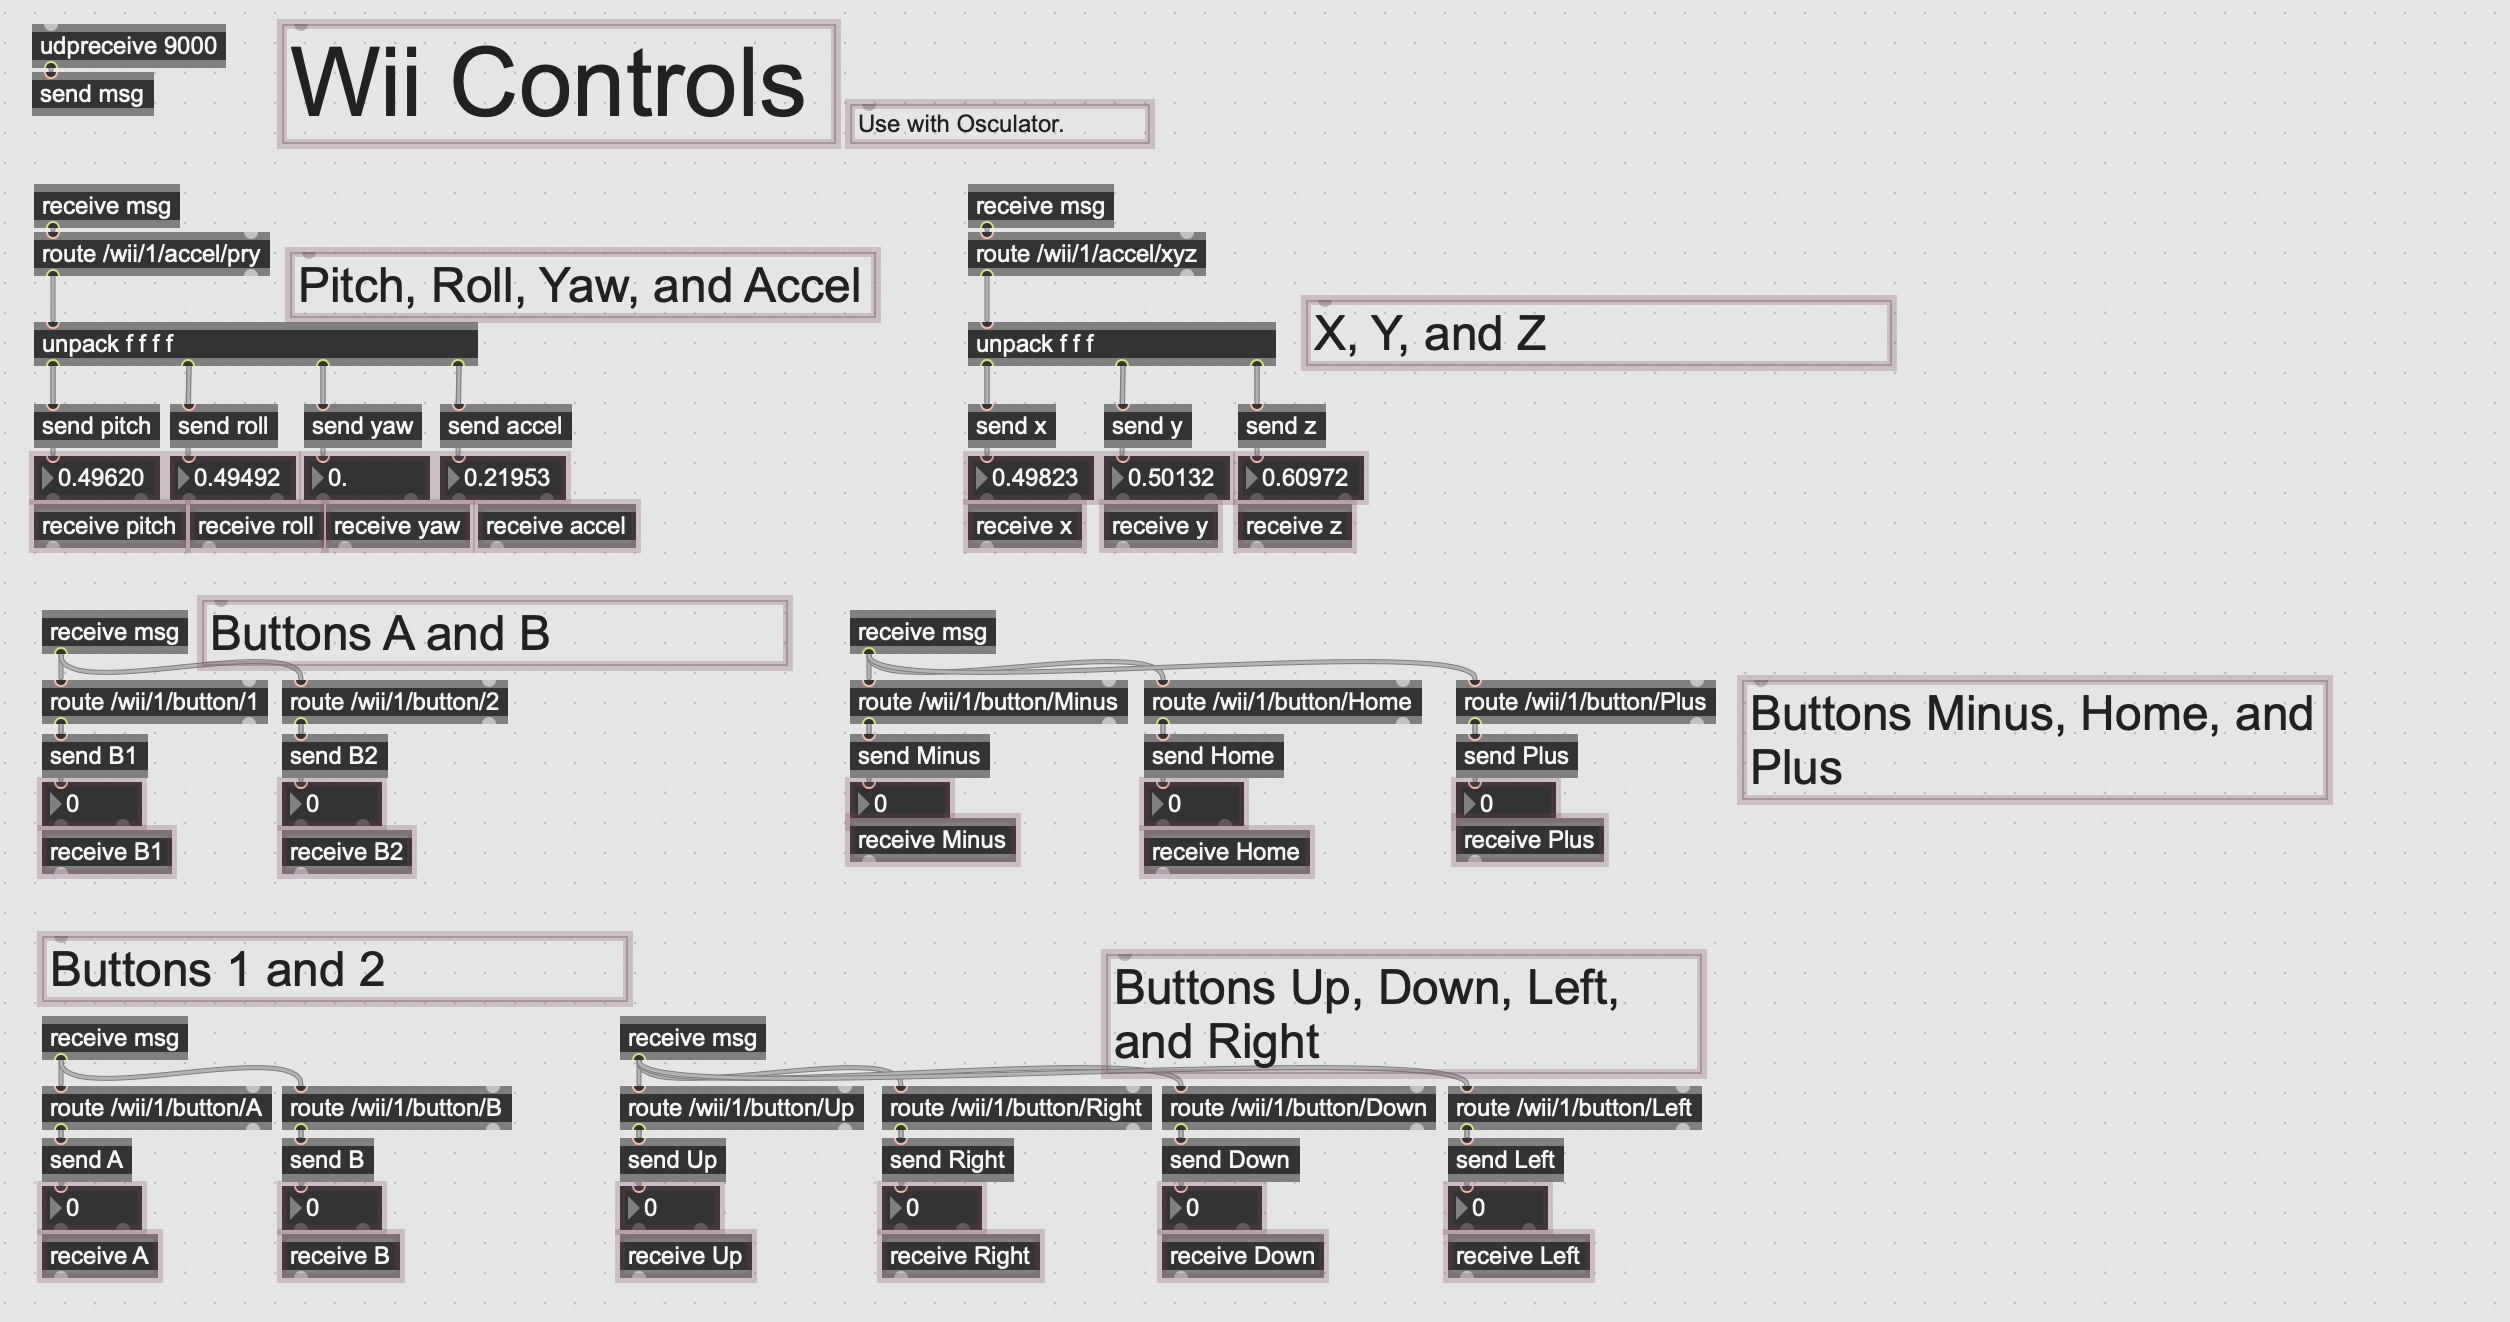 udpreceive 9000
send msg
Wii Controls
Use with Osculator.
receive msg
route /wii/1/accel/pry
Pitch, Roll, Yaw, and Accel
unpack f f f f
send pitch
send roll
send yaw
send accel
0.49620
0.49492
0.
0.21953
receive pitch
receive roll
receive yaw
receive accel
receive msg
route /wii/1/accel/xyz
X, Y, and Z
unpack f f f
send x
send y
send z
0.49823
0.50132
0.60972
receive x
receive y
receive z
receive msg
Buttons A and B
route /wii/1/button/1
route /wii/1/button/2
send B1
send B2
0
0
receive B1
receive B2
receive msg
route /wii/1/button/Minus
route /wii/1/button/Home
route /wii/1/button/Plus
Buttons Minus, Home, and
Plus
send Minus
send Home
send Plus
0
0
0
receive Minus
receive Home
receive Plus
Buttons 1 and 2
receive msg
route /wii/1/button/A
route /wii/1/button/B
send A
send B
0
0
receive A
receive B
Buttons Up, Down, Left,
and Right
receive msg
route /wii/1/button/Up
route /wii/1/button/Right
route /wii/1/button/Down
route /wii/1/button/Left
send Up
send Right
send Down
send Left
0
0
0
0
receive Up
receive Right
receive Down
receive Left